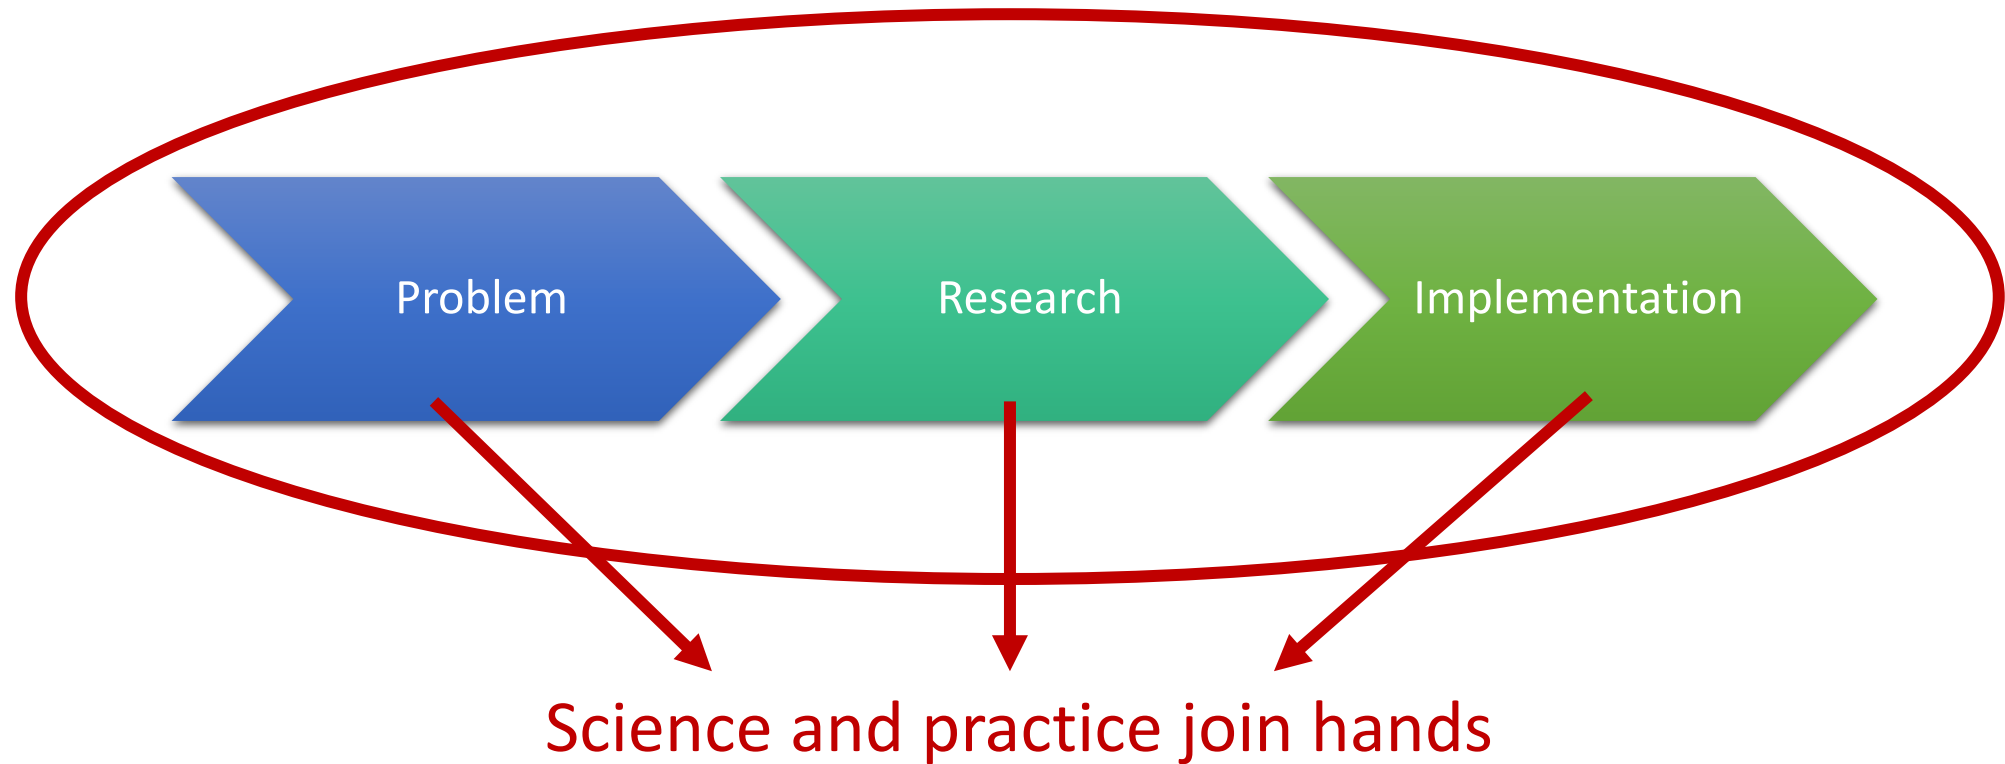 Problem
Research
Implementation
Science and practice join hands